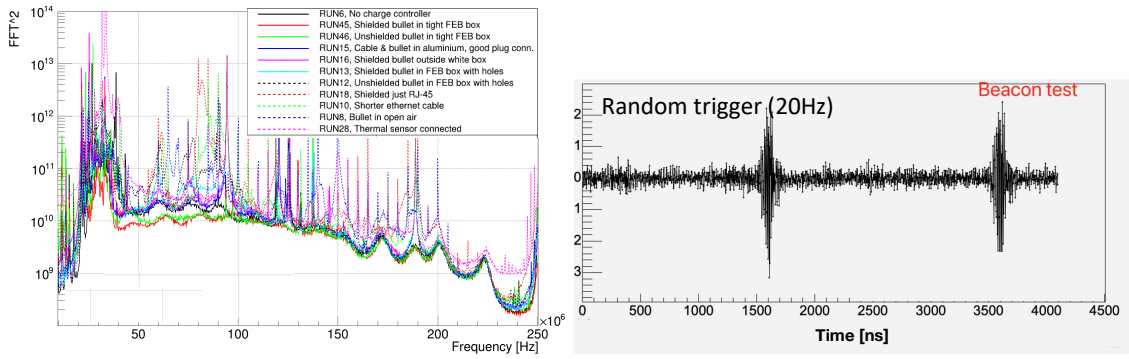 FFT^2
10^14
10^13
10^12
10^11
10^10
10^9
RUN6, No charge controller
RUN45, Shielded bullet in tight FEB box
RUN46, Unshielded bullet in tight FEB box
RUN15, Cable & bullet in aluminium, good plug conn.
RUN16, Shielded bullet outside white box
RUN13, Shielded bullet in FEB box with holes
RUN12, Unshielded bullet in FEB box with holes
RUN18, Shielded just RJ-45
RUN10, Shorter ethernet cable
RUN8, Bullet in open air
RUN28, Thermal sensor connected
50 100 150 200 250
×10^6
Frequency [Hz]
Beacon test
Random trigger (20Hz)
2
1
0
1
2
3
0 500 1000 1500 2000 2500 3000 3500 4000 4500
Time [ns]